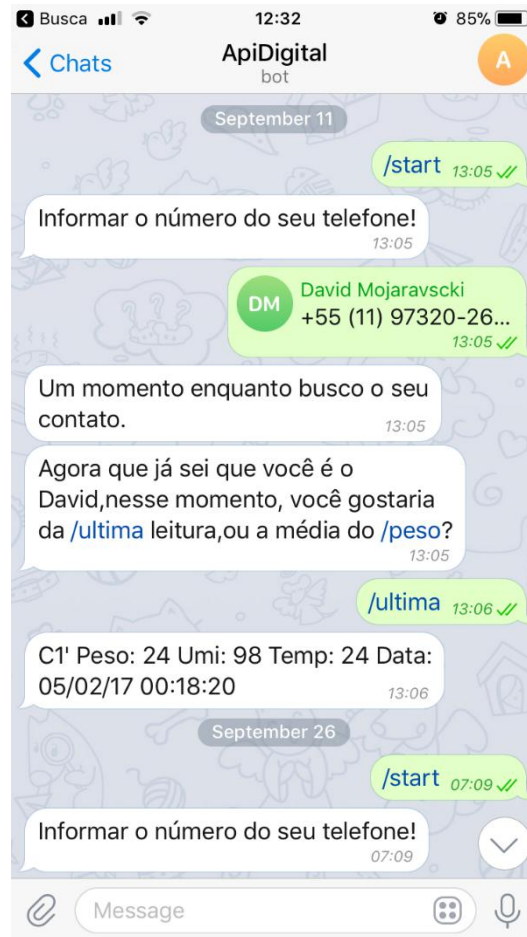 Busca 12:32 85%
Chats ApiDigital A
bot
September 11
/start 13:05
Informar o número do seu telefone!
13:05
DM David Mojaravscki
+55 (11) 97320-26...
13:05
Um momento enquanto busco o seu
contato. 13:05
Agora que já sei que você é o
David,nesse momento, você gostaria
da /ultima leitura,ou a média do /peso?
13:05
/ultima 13:06
C1' Peso: 24 Umi: 98 Temp: 24 Data:
05/02/17 00:18:20 13:06
September 26
/start 07:09
Informar o número do seu telefone!
07:09
Message